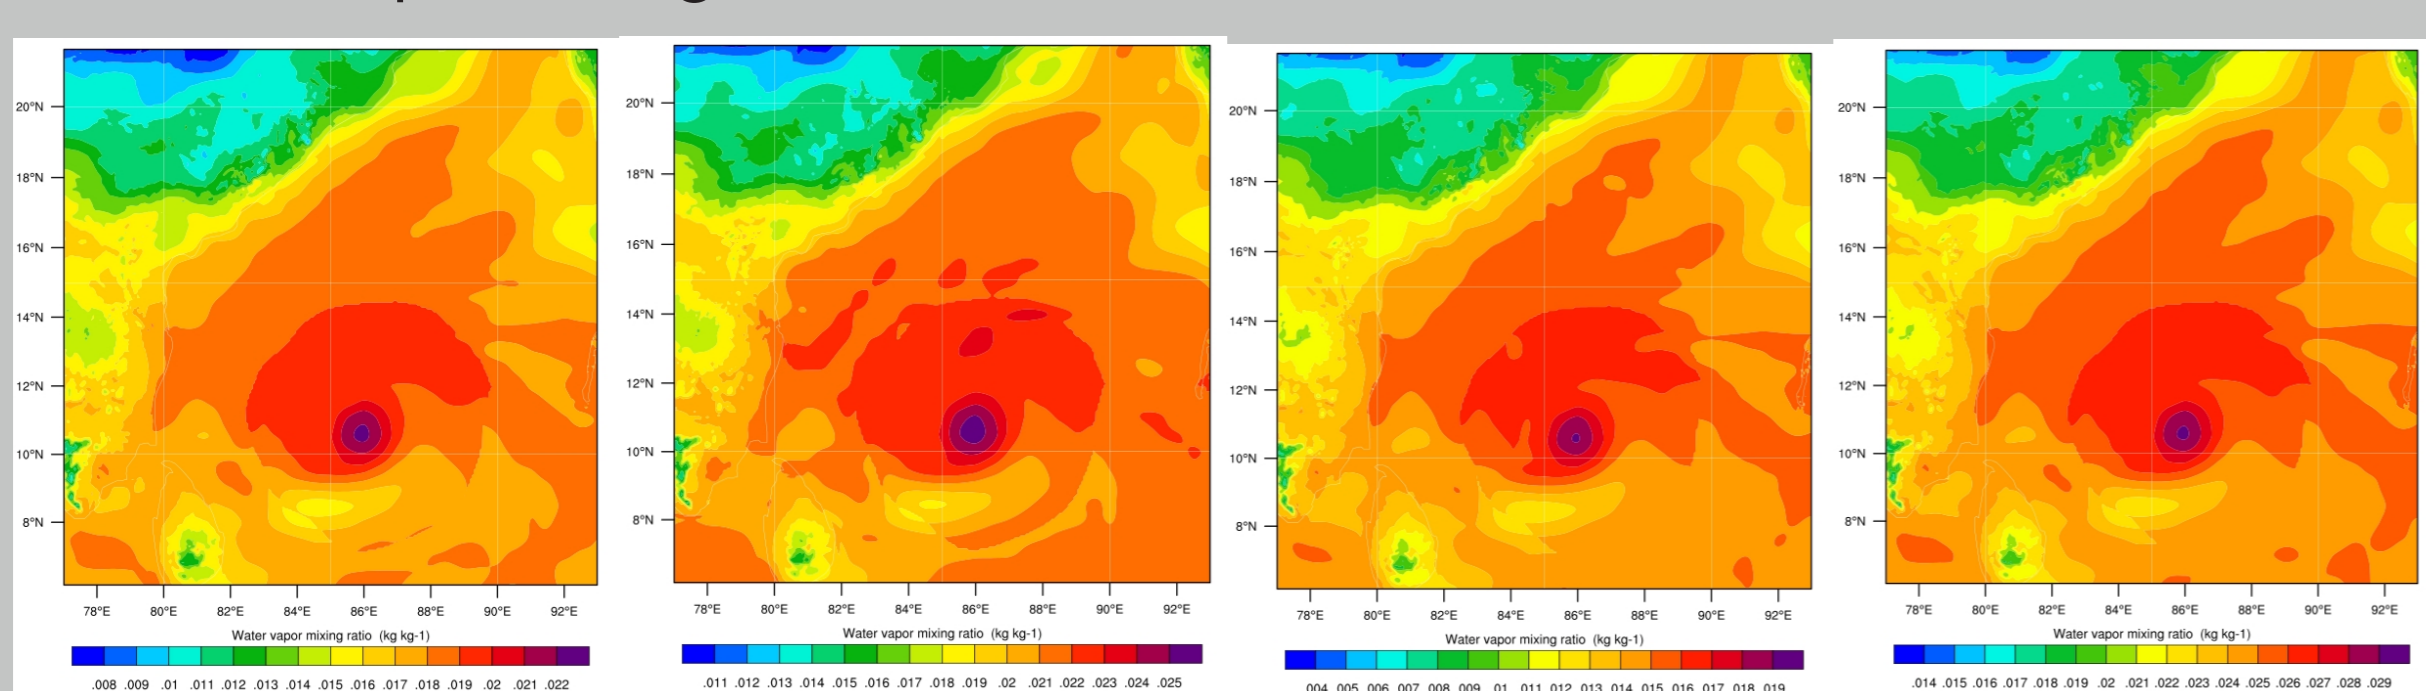 20°N
18°N
16°N
14°N
12°N
10°N
8°N
78°E 80°E 82°E 84°E 86°E 88°E 90°E 92°E
Water vapor mixing ratio (kg kg-1)
.008 .009 .01 .011 .012 .013 .014 .015 .016 .017 .018 .019 .02 .021 .022
20°N
18°N
16°N
14°N
12°N
10°N
8°N
78°E 80°E 82°E 84°E 86°E 88°E 90°E 92°E
Water vapor mixing ratio (kg kg-1)
.011 .012 .013 .014 .015 .016 .017 .018 .019 .02 .021 .022 .023 .024 .025
20°N
18°N
16°N
14°N
12°N
10°N
8°N
78°E 80°E 82°E 84°E 86°E 88°E 90°E 92°E
Water vapor mixing ratio (kg kg-1)
.004 .005 .006 .007 .008 .009 .01 .011 .012 .013 .014 .015 .016 .017 .018 .019
20°N
18°N
16°N
14°N
12°N
10°N
8°N
78°E 80°E 82°E 84°E 86°E 88°E 90°E 92°E
Water vapor mixing ratio (kg kg-1)
.014 .015 .016 .017 .018 .019 .02 .021 .022 .023 .024 .025 .026 .027 .028 .029